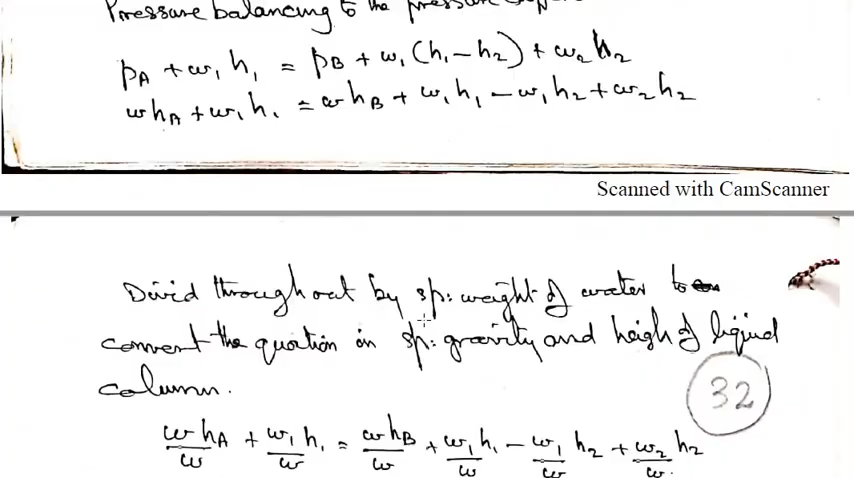 Pressure balancing to the pressure
pA + w₁ h₁ = pB + w₁ (h₁ - h₂) + w₂ h₂
whA + w₁ h₁ = w hB + w₁ h₁ - w₁ h₂ + w₂ h₂
Scanned with CamScanner
Divid throughout by sp: weight of water to
convert the quation in sp: gravity and heigh of liquid
column.
32
w hA/w + w₁ h₁/w = w hB/w + w₁ h₁/w - w₁/w h₂ + w₂ h₂/w.